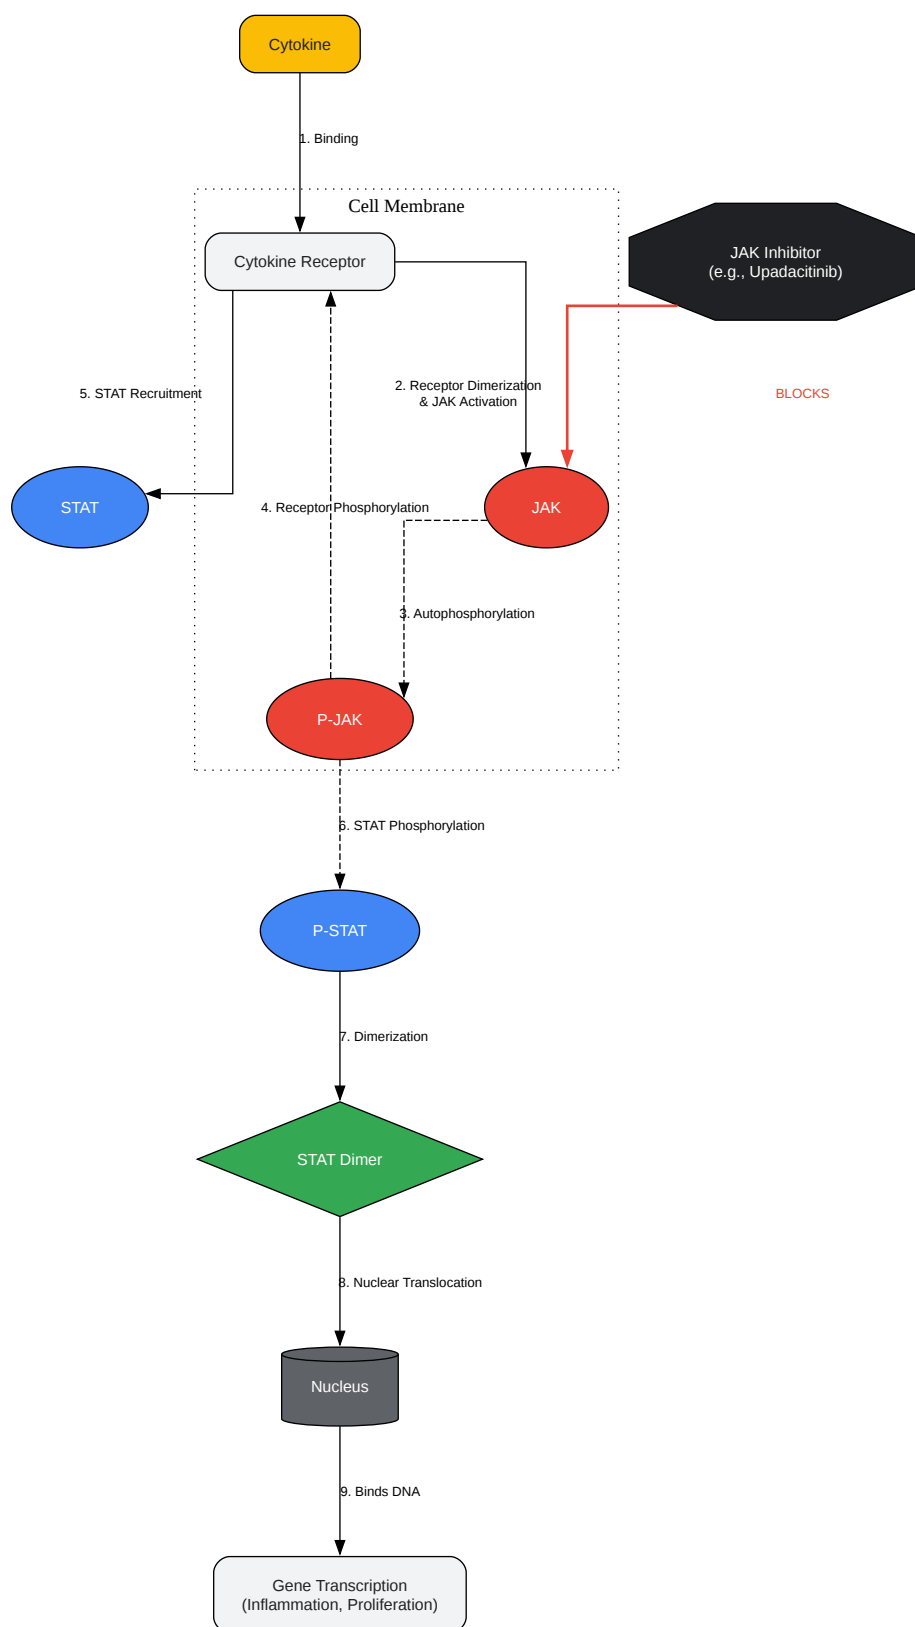 Cytokine
1. Binding
Cell Membrane
Cytokine Receptor
JAK Inhibitor
(e.g., Upadacitinib)
5. STAT Recruitment
2. Receptor Dimerization
& JAK Activation
BLOCKS
STAT
4. Receptor Phosphorylation
JAK
3. Autophosphorylation
P-JAK
6. STAT Phosphorylation
P-STAT
7. Dimerization
STAT Dimer
8. Nuclear Translocation
Nucleus
9. Binds DNA
Gene Transcription
(Inflammation, Proliferation)